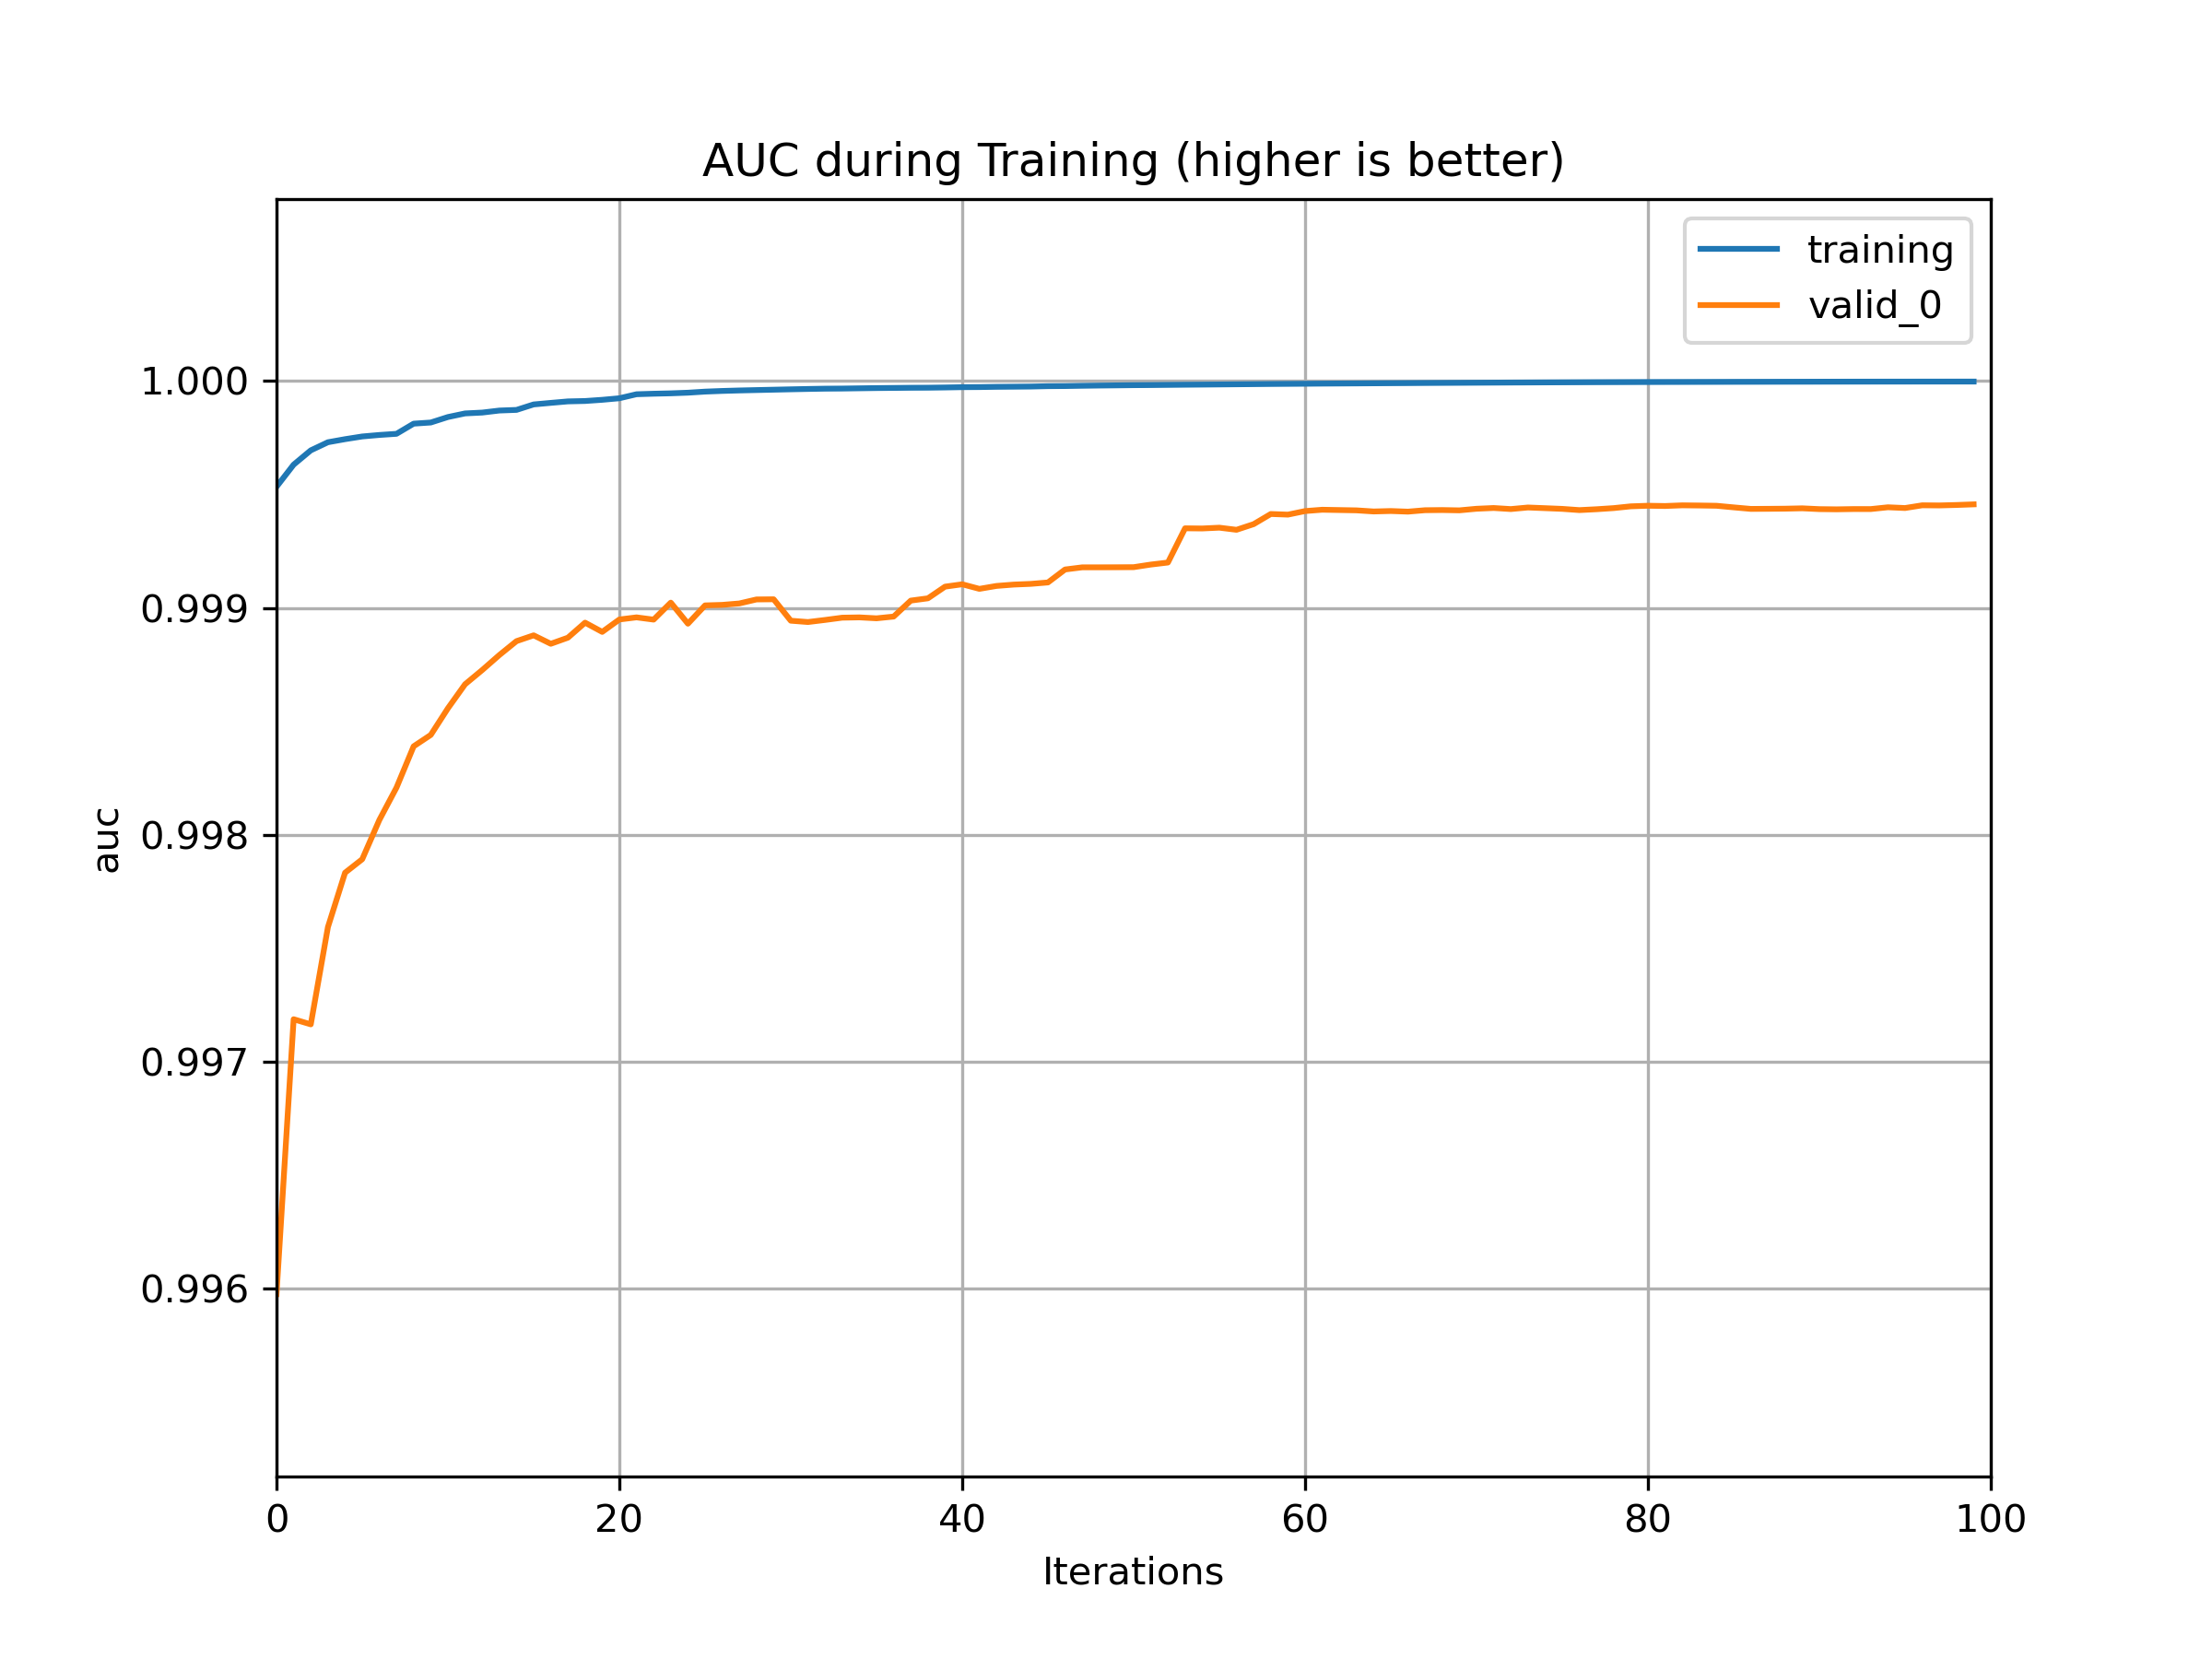 AUC during Training (higher is better)
training
valid_0
1.000
0.999
0.998
0.997
0.996
auc
0 20 40 60 80 100
Iterations